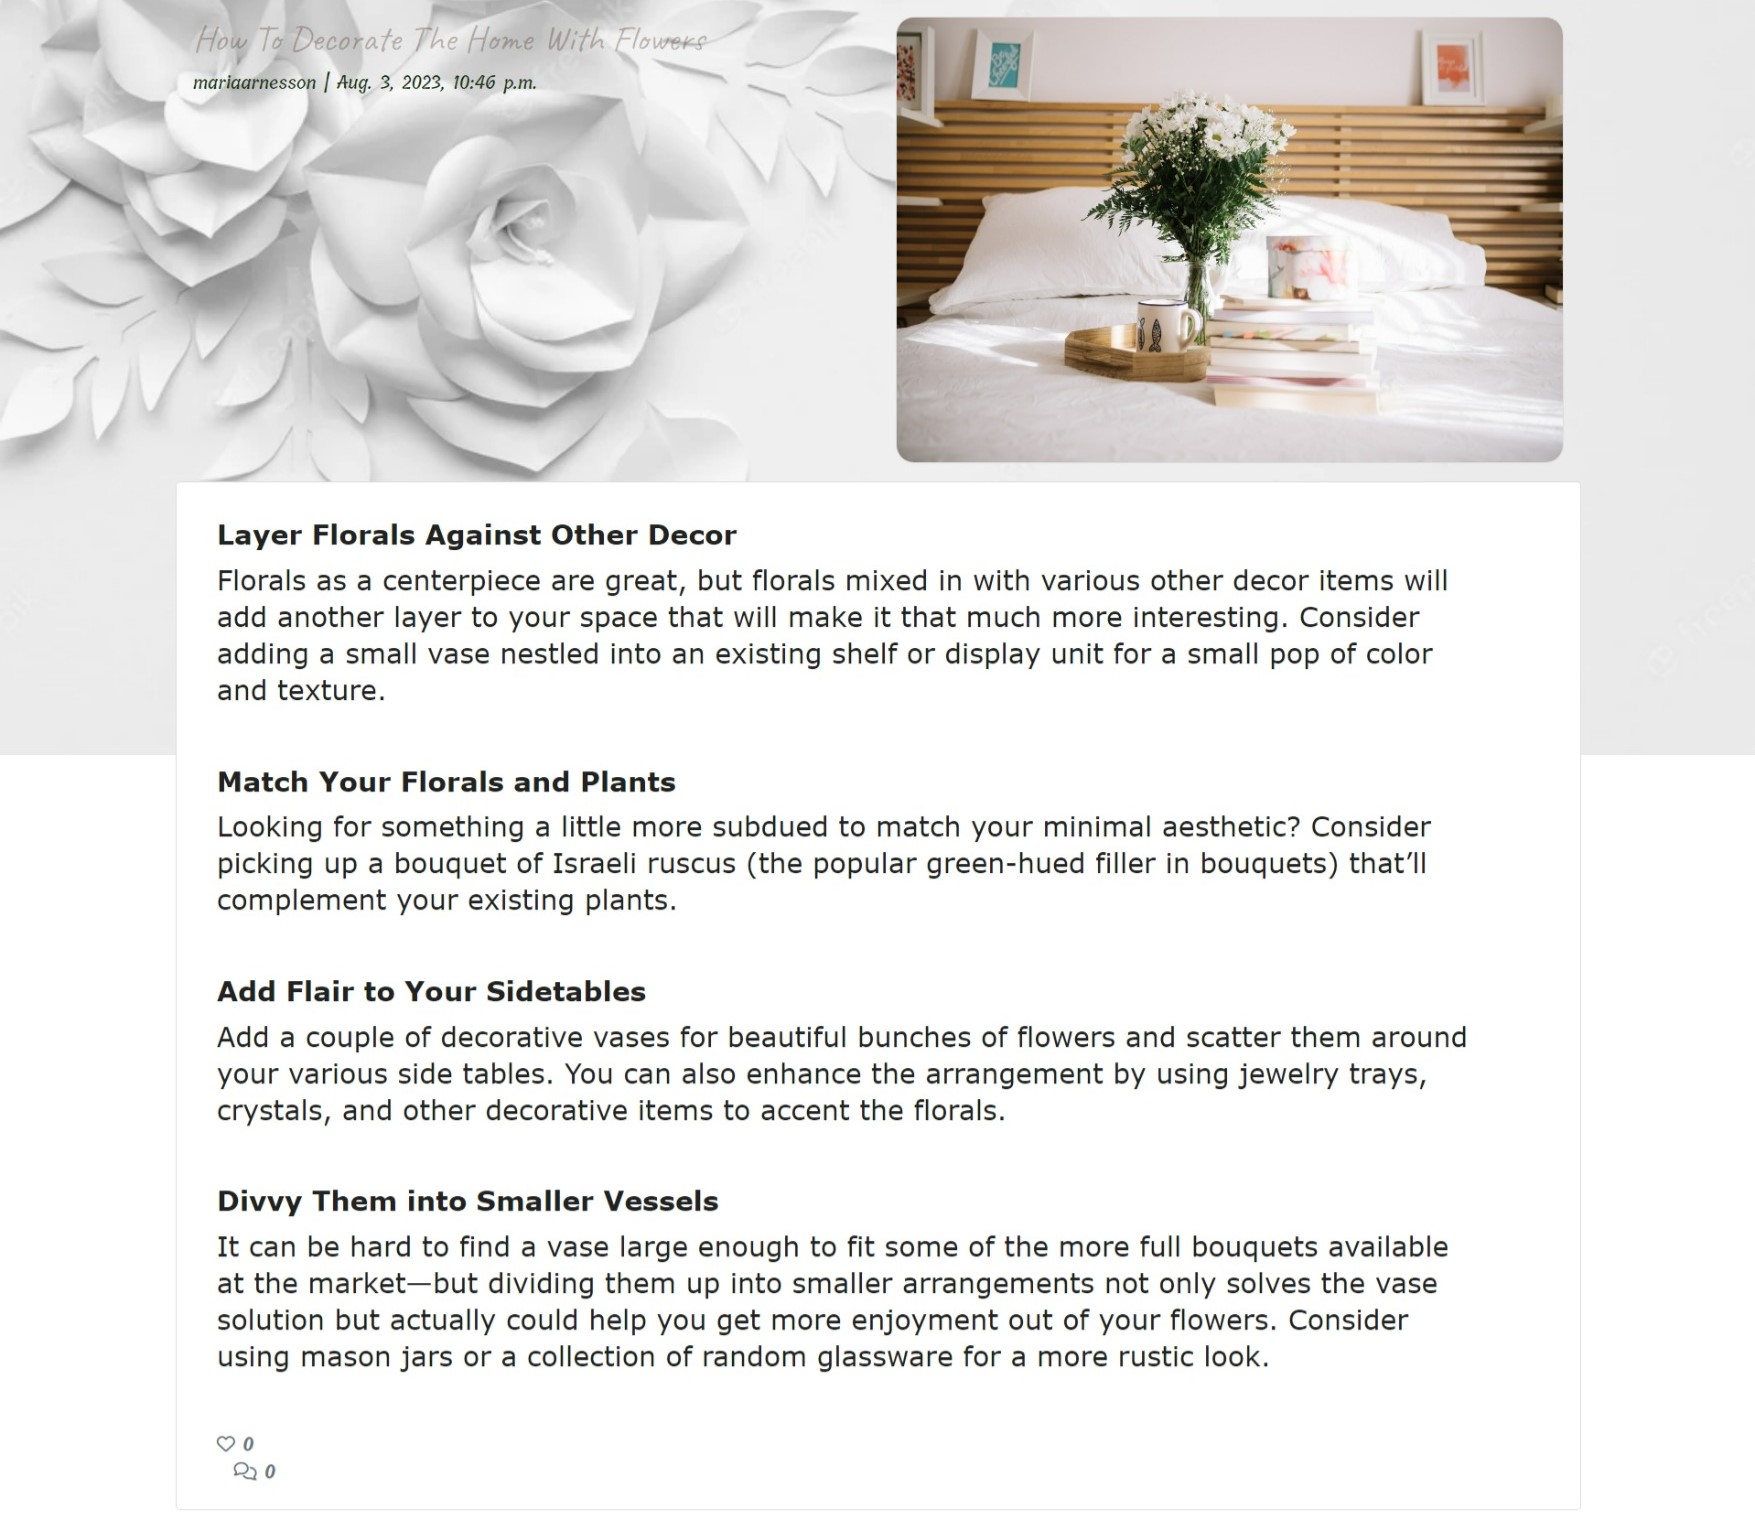 How To Decorate The Home With Flowers
mariaarnesson | Aug. 3, 2023, 10:46 p.m.
Layer Florals Against Other Decor
Florals as a centerpiece are great, but florals mixed in with various other decor items will
add another layer to your space that will make it that much more interesting. Consider
adding a small vase nestled into an existing shelf or display unit for a small pop of color
and texture.
Match Your Florals and Plants
Looking for something a little more subdued to match your minimal aesthetic? Consider
picking up a bouquet of Israeli ruscus (the popular green-hued filler in bouquets) that’ll
complement your existing plants.
Add Flair to Your Sidetables
Add a couple of decorative vases for beautiful bunches of flowers and scatter them around
your various side tables. You can also enhance the arrangement by using jewelry trays,
crystals, and other decorative items to accent the florals.
Divvy Them into Smaller Vessels
It can be hard to find a vase large enough to fit some of the more full bouquets available
at the market—but dividing them up into smaller arrangements not only solves the vase
solution but actually could help you get more enjoyment out of your flowers. Consider
using mason jars or a collection of random glassware for a more rustic look.
0
0